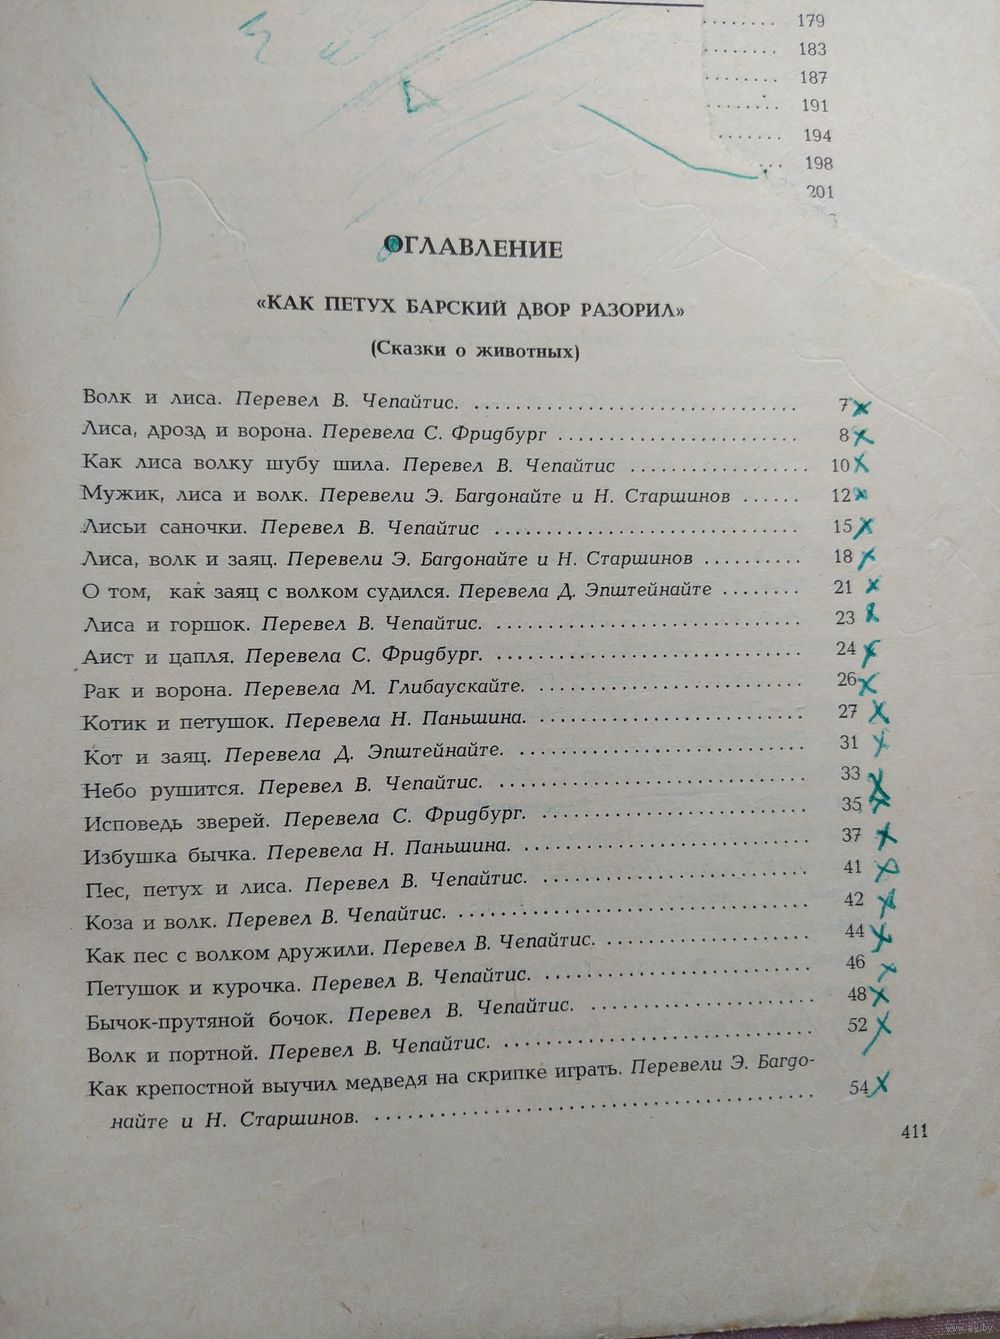 179
183
187
191
194
198
201
ОГЛАВЛЕНИЕ
«КАК ПЕТУХ БАРСКИЙ ДВОР РАЗОРИЛ»
(Сказки о животных)
Волк и лиса. Перевел В. Чепайтис. . . . . . . . . . . . . . . . . . . . . . . . . . . . . . . . 7
Лиса, дрозд и ворона. Перевела С. Фридбург . . . . . . . . . . . . . . . . . . . . . . . . 8
Как лиса волку шубу шила. Перевел В. Чепайтис . . . . . . . . . . . . . . . . . . 10
Мужик, лиса и волк. Перевели Э. Багдонайте и Н. Старшинов . . . . . . 12
Лисьи саночки. Перевел В. Чепайтис . . . . . . . . . . . . . . . . . . . . . . . . . . . . . 15
Лиса, волк и заяц. Перевели Э. Багдонайте и Н. Старшинов . . . . . . . . . . 18
О том, как заяц с волком судился. Перевела Д. Эпштейнайте . . . . . . . . 21
Лиса и горшок. Перевел В. Чепайтис. . . . . . . . . . . . . . . . . . . . . . . . . . . . . . 23
Аист и цапля. Перевела С. Фридбург. . . . . . . . . . . . . . . . . . . . . . . . . . . . . . 24
Рак и ворона. Перевела М. Глибаускайте. . . . . . . . . . . . . . . . . . . . . . . . . . 26
Котик и петушок. Перевела Н. Паньшина. . . . . . . . . . . . . . . . . . . . . . . . . . 27
Кот и заяц. Перевела Д. Эпштейнайте. . . . . . . . . . . . . . . . . . . . . . . . . . . . 31
Небо рушится. Перевел В. Чепайтис. . . . . . . . . . . . . . . . . . . . . . . . . . . . . . 33
Исповедь зверей. Перевела С. Фридбург. . . . . . . . . . . . . . . . . . . . . . . . . . 35
Избушка бычка. Перевела Н. Паньшина. . . . . . . . . . . . . . . . . . . . . . . . . . . . 37
Пес, петух и лиса. Перевел В. Чепайтис. . . . . . . . . . . . . . . . . . . . . . . . . . 41
Коза и волк. Перевел В. Чепайтис. . . . . . . . . . . . . . . . . . . . . . . . . . . . . . . . . . 42
Как пес с волком дружили. Перевел В. Чепайтис. . . . . . . . . . . . . . . . . . . . 44
Петушок и курочка. Перевел В. Чепайтис. . . . . . . . . . . . . . . . . . . . . . . . . . 46
Бычок-прутяной бочок. Перевел В. Чепайтис. . . . . . . . . . . . . . . . . . . . . . 48
Волк и портной. Перевел В. Чепайтис. . . . . . . . . . . . . . . . . . . . . . . . . . . . . . 52
Как крепостной выучил медведя на скрипке играть. Перевели Э. Багдо-
найте и Н. Старшинов. . . . . . . . . . . . . . . . . . . . . . . . . . . . . . . . . . . . . . . . . . 54
411
www.ay.by